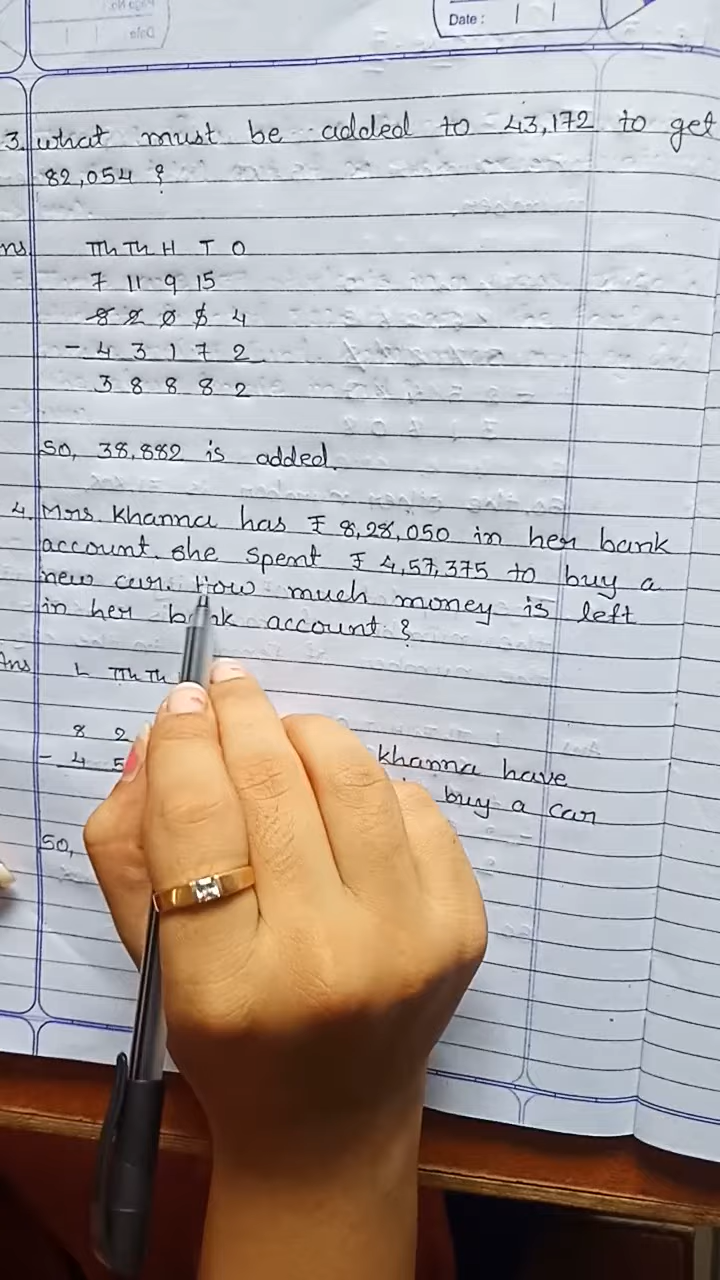 Date :
3. what must be added to 43,172 to get
82,054 ?
Ans
TTh Th H T O
7 11 9 15
8 2 0 5 4
- 4 3 1 7 2
3 8 8 8 2
So, 38,882 is added.
4. Mrs. Khanna has ₹ 8,28,050 in her bank
account. she spent ₹ 4,57,375 to buy a
new car. How much money is left
in her bank account ?
Ans L TTh Th
8 2
- 4 5
khanna have
buy a car
So,